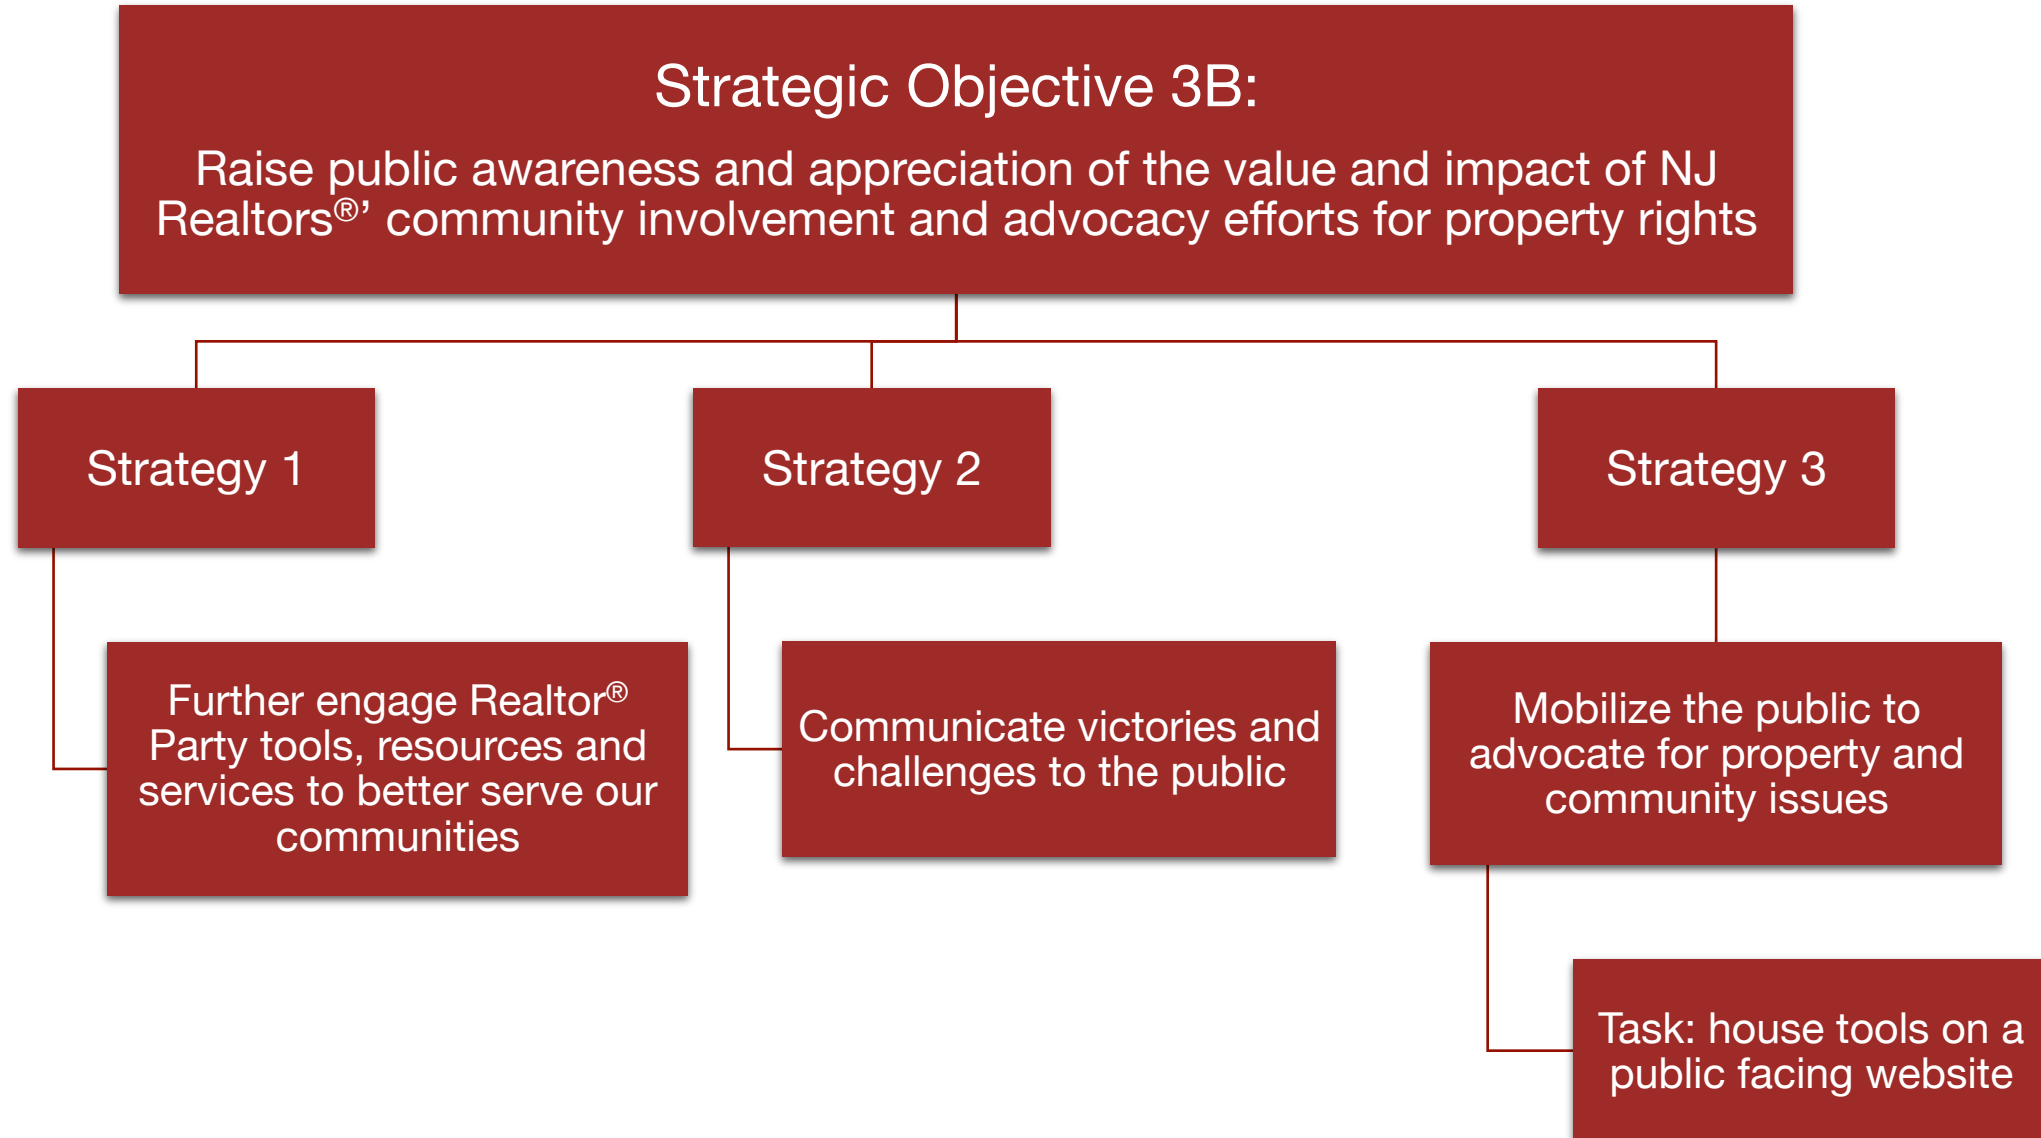 Strategic Objective 3B:
Raise public awareness and appreciation of the value and impact of NJ
Realtors®’ community involvement and advocacy efforts for property rights
Strategy 1
Strategy 2
Strategy 3
Further engage Realtor®
Party tools, resources and
services to better serve our
communities
Communicate victories and
challenges to the public
Mobilize the public to
advocate for property and
community issues
Task: house tools on a
public facing website